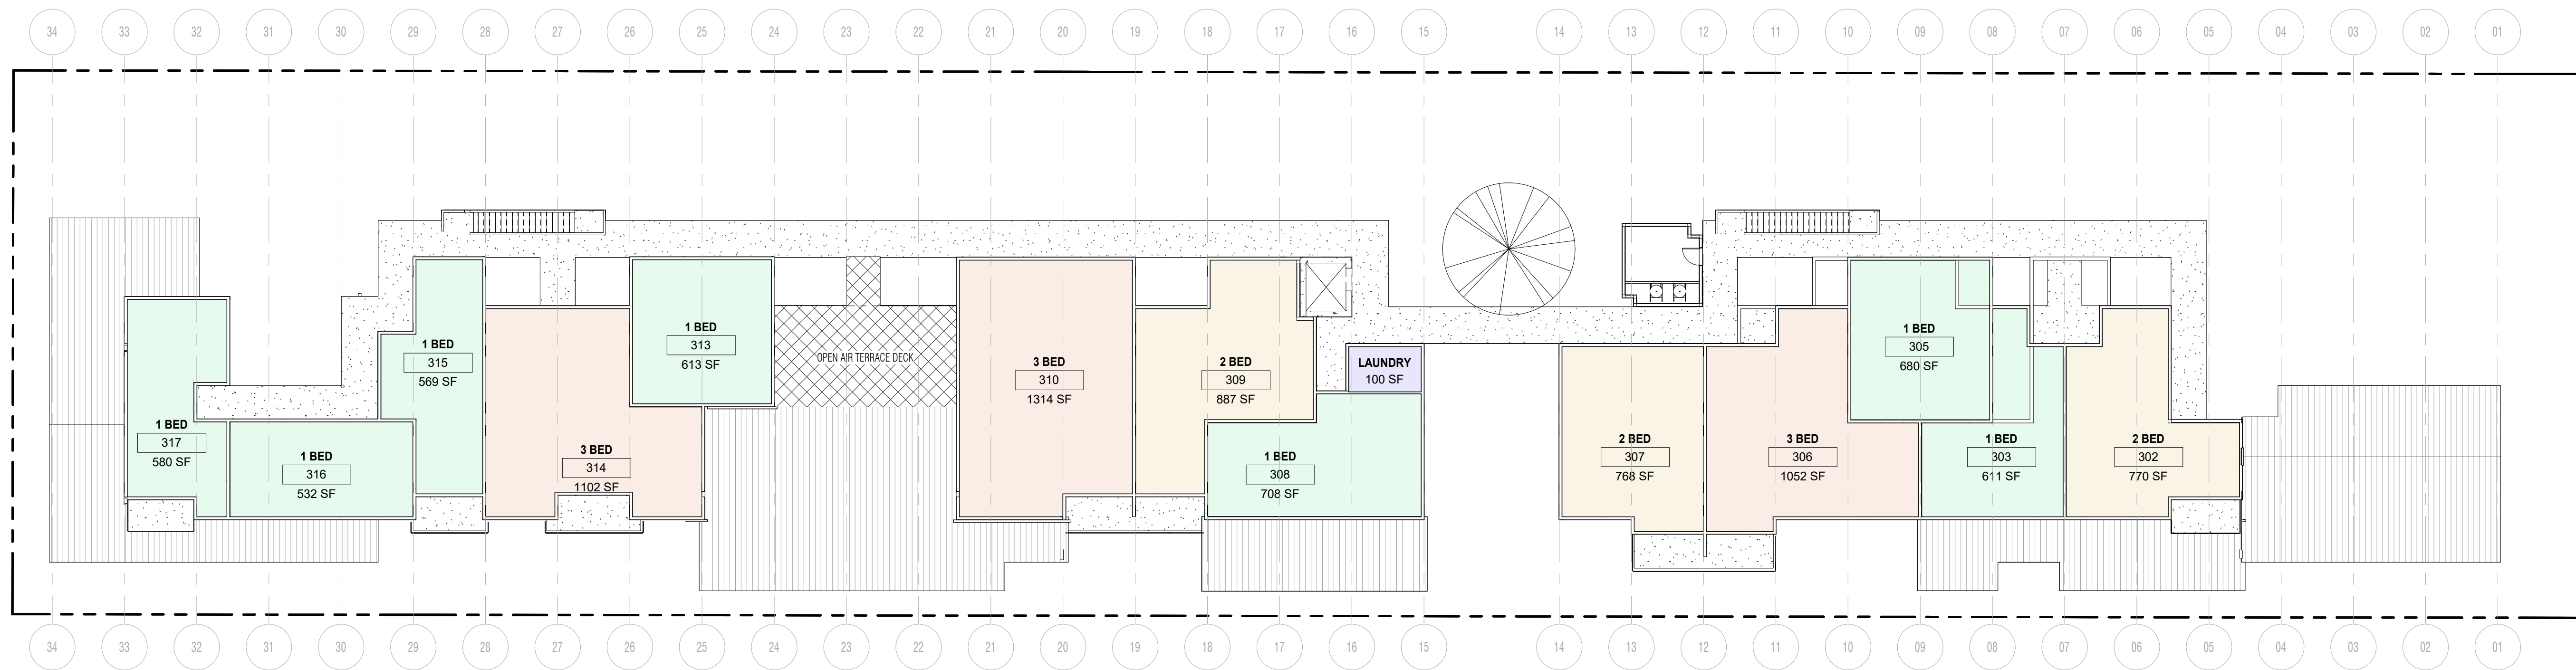 34 33 32 31 30 29 28 27 26 25 24 23 22 21 20 19 18 17 16 15 14 13 12 11 10 09 08 07 06 05 04 03 02 01
1 BED
317
580 SF
1 BED
316
532 SF
1 BED
315
569 SF
3 BED
314
1102 SF
1 BED
313
613 SF
OPEN AIR TERRACE DECK
3 BED
310
1314 SF
2 BED
309
887 SF
LAUNDRY
100 SF
1 BED
308
708 SF
2 BED
307
768 SF
3 BED
306
1052 SF
1 BED
305
680 SF
1 BED
303
611 SF
2 BED
302
770 SF
34 33 32 31 30 29 28 27 26 25 24 23 22 21 20 19 18 17 16 15 14 13 12 11 10 09 08 07 06 05 04 03 02 01